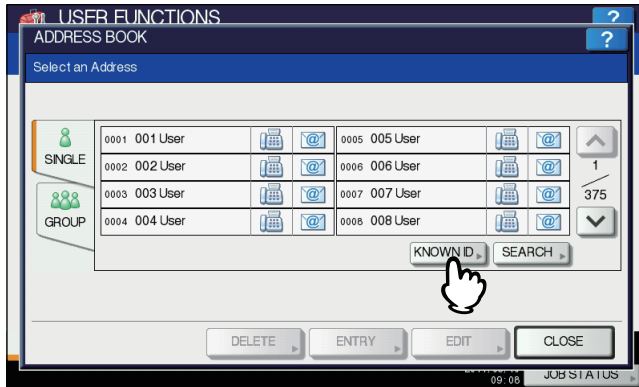 USER FUNCTIONS ?
ADDRESS BOOK ?
Select an Address
SINGLE
GROUP
0001 001 User @ 0005 005 User @
0002 002 User @ 0006 006 User @
0003 003 User @ 0007 007 User @
0004 004 User @ 0008 008 User @
1
375
KNOWN ID SEARCH
DELETE ENTRY EDIT CLOSE
09:08 JOB STATUS